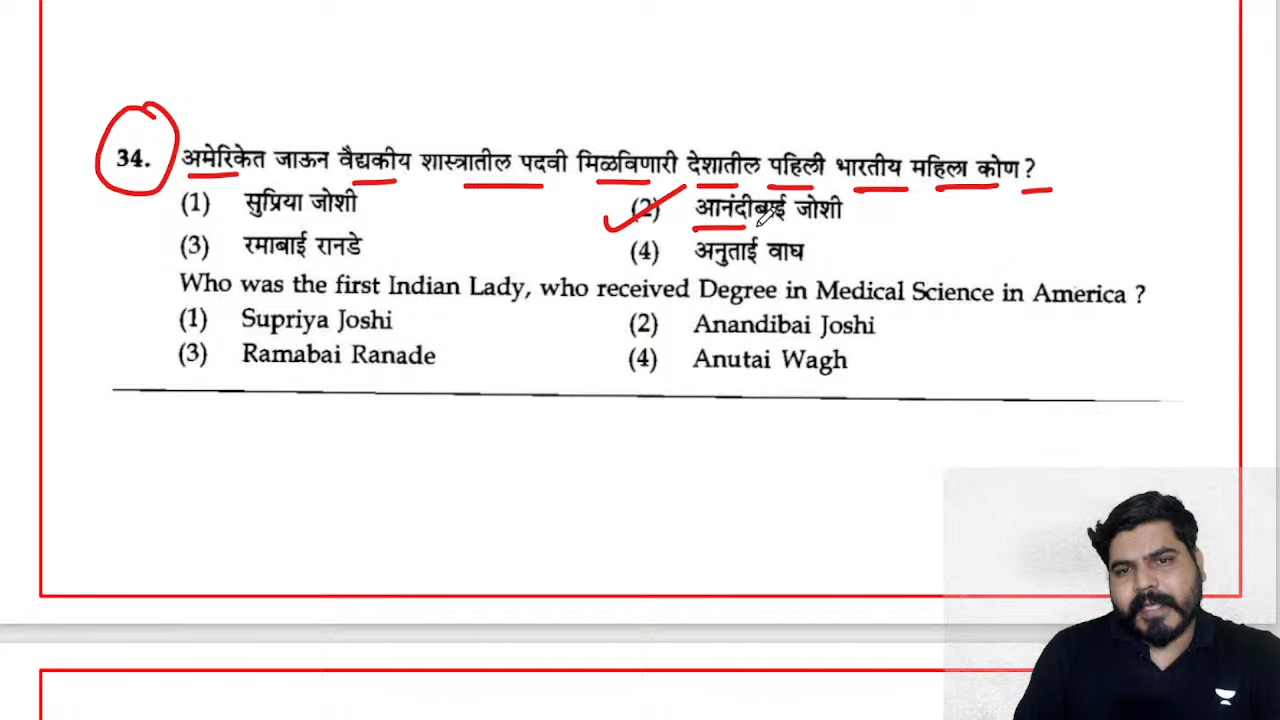 34. अमेरिकेत जाऊन वैद्यकीय शास्त्रातील पदवी मिळविणारी देशातील पहिली भारतीय महिला कोण ?
(1) सुप्रिया जोशी (2) आनंदीबाई जोशी
(3) रमाबाई रानडे (4) अनुताई वाघ
Who was the first Indian Lady, who received Degree in Medical Science in America ?
(1) Supriya Joshi (2) Anandibai Joshi
(3) Ramabai Ranade (4) Anutai Wagh